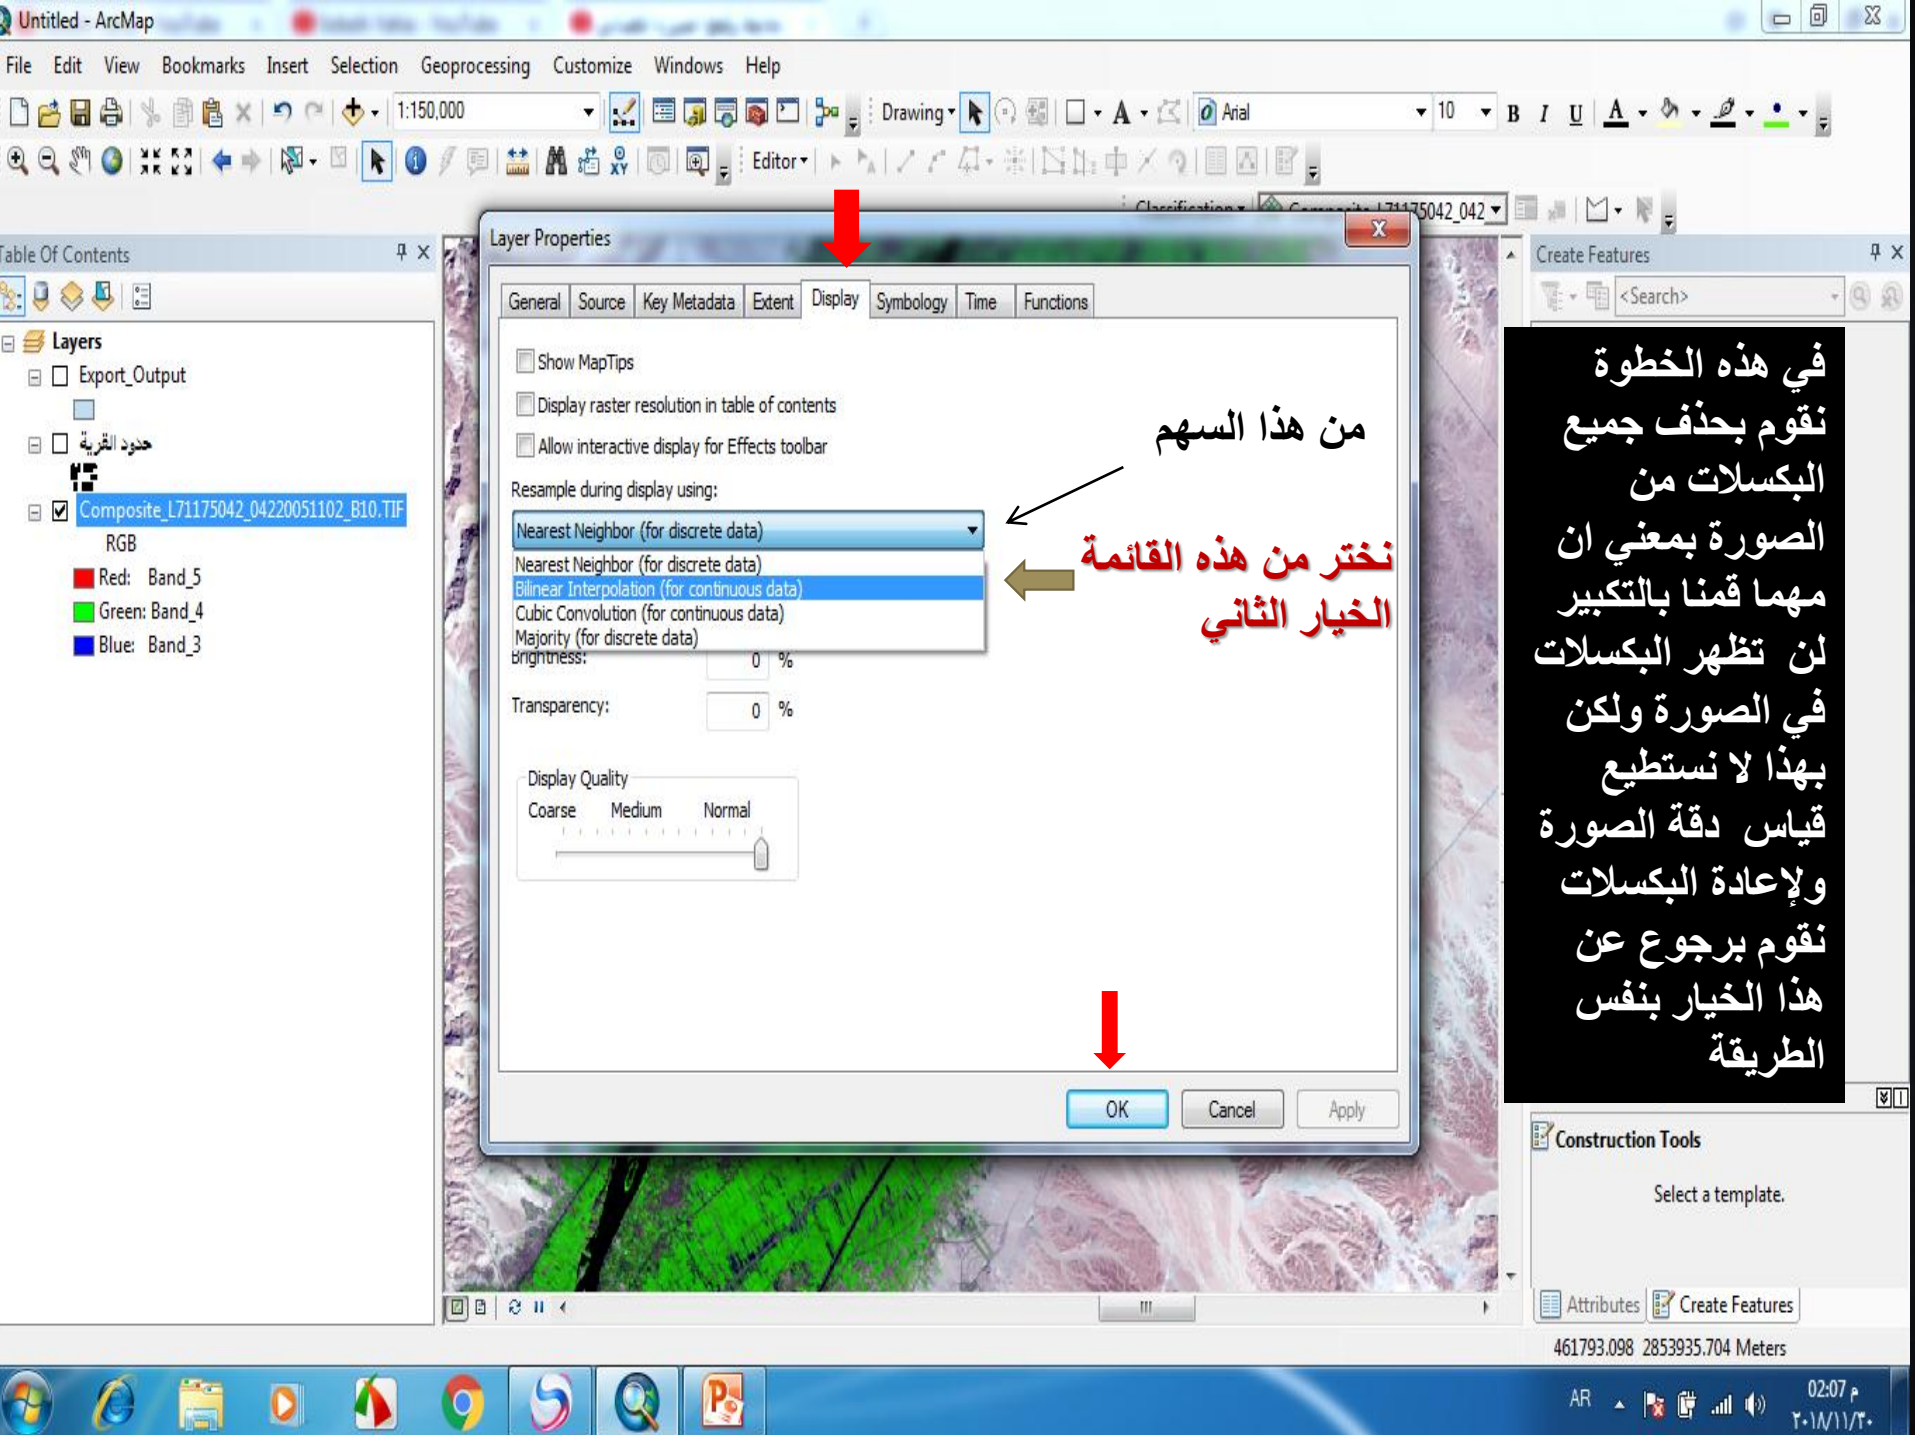 Untitled - ArcMap
File Edit View Bookmarks Insert Selection Geoprocessing Customize Windows Help
1:150,000
Drawing
Arial
10
B I U A
Editor
5042_042
Table Of Contents
Layers
Export_Output
حدود القرية
Composite_L71175042_04220051102_B10.TIF
RGB
Red: Band_5
Green: Band_4
Blue: Band_3
Layer Properties
General Source Key Metadata Extent Display Symbology Time Functions
Show MapTips
Display raster resolution in table of contents
Allow interactive display for Effects toolbar
Resample during display using:
Nearest Neighbor (for discrete data)
Nearest Neighbor (for discrete data)
Bilinear Interpolation (for continuous data)
Cubic Convolution (for continuous data)
Majority (for discrete data)
Brightness: 0 %
Transparency: 0 %
Display Quality
Coarse Medium Normal
OK Cancel Apply
من هذا السهم
نختر من هذه القائمة
الخيار الثاني
Create Features
<Search>
في هذه الخطوة
نقوم بحذف جميع
البكسلات من
الصورة بمعني ان
مهما قمنا بالتكبير
لن تظهر البكسلات
في الصورة ولكن
بهذا لا نستطيع
قياس دقة الصورة
ولإعادة البكسلات
نقوم برجوع عن
هذا الخيار بنفس
الطريقة
Construction Tools
Select a template.
Attributes Create Features
461793.098 2853935.704 Meters
AR
02:07 م
٢٠١٨/١١/٣٠